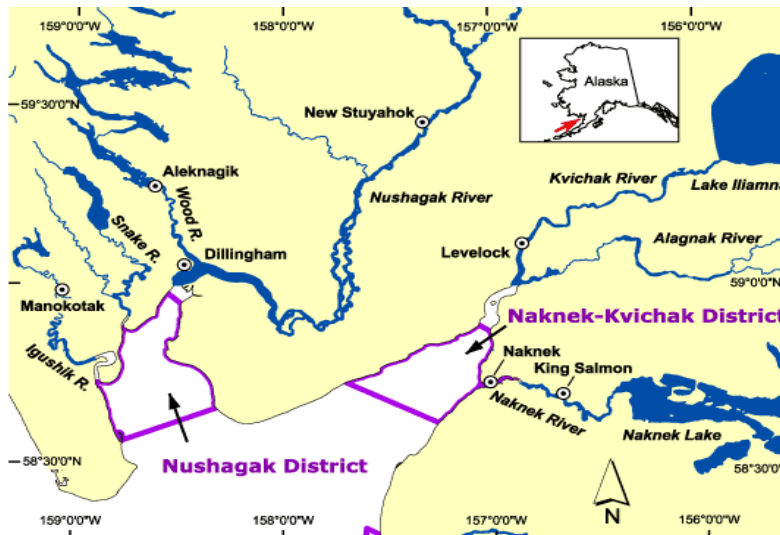 159°0'0"W
158°0'0"W
157°0'0"W
156°0'0"W
59°30'0"N
Alaska
New Stuyahok
Aleknagik
Wood R.
Nushagak River
Kvichak River
Lake Iliamna
Snake R.
Dillingham
Levelock
Alagnak River
59°0'0"N
Manokotak
Naknek-Kvichak District
Igushik R.
Naknek
King Salmon
Naknek River
Naknek Lake
58°30'0"N
58°30'0"N
Nushagak District
N
159°0'0"W
158°0'0"W
157°0'0"W
156°0'0"W